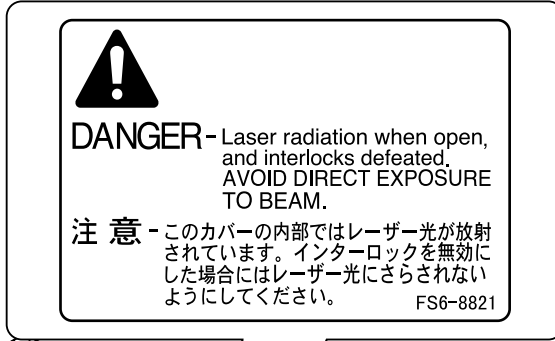 DANGER - Laser radiation when open,
and interlocks defeated.
AVOID DIRECT EXPOSURE
TO BEAM.
注 意 - このカバーの内部ではレーザー光が放射
されています。インターロックを無効に
した場合にはレーザー光にさらされない
ようにしてください。 FS6-8821